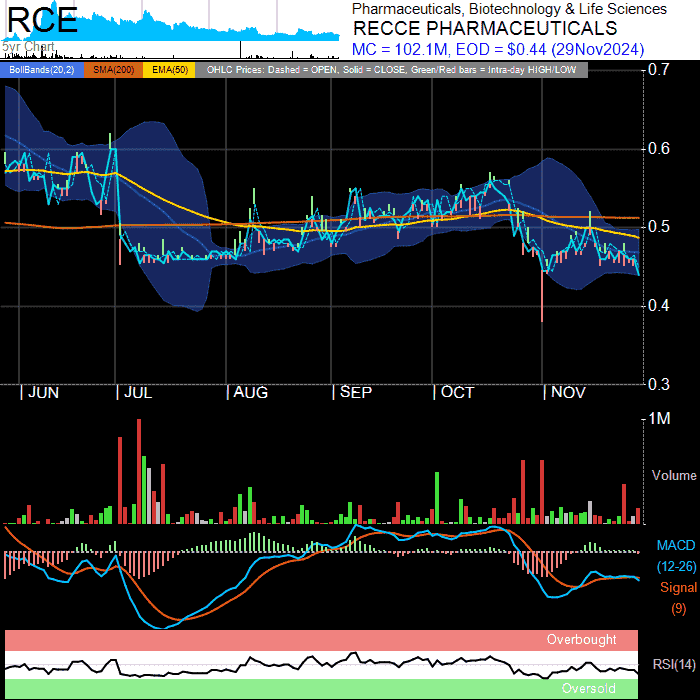 RCE
Pharmaceuticals, Biotechnology & Life Sciences
RECCE PHARMACEUTICALS
5yr Chart
MC = 102.1M, EOD = $0.44 (29Nov2024)
BollBands(20,2) SMA(200) EMA(50) OHLC Prices: Dashed = OPEN, Solid = CLOSE, Green/Red bars = Intra-day HIGH/LOW
0.7
0.6
0.5
0.4
0.3
JUN JUL AUG SEP OCT NOV
1M
Volume
MACD
(12-26)
Signal
(9)
Overbought
RSI(14)
Oversold